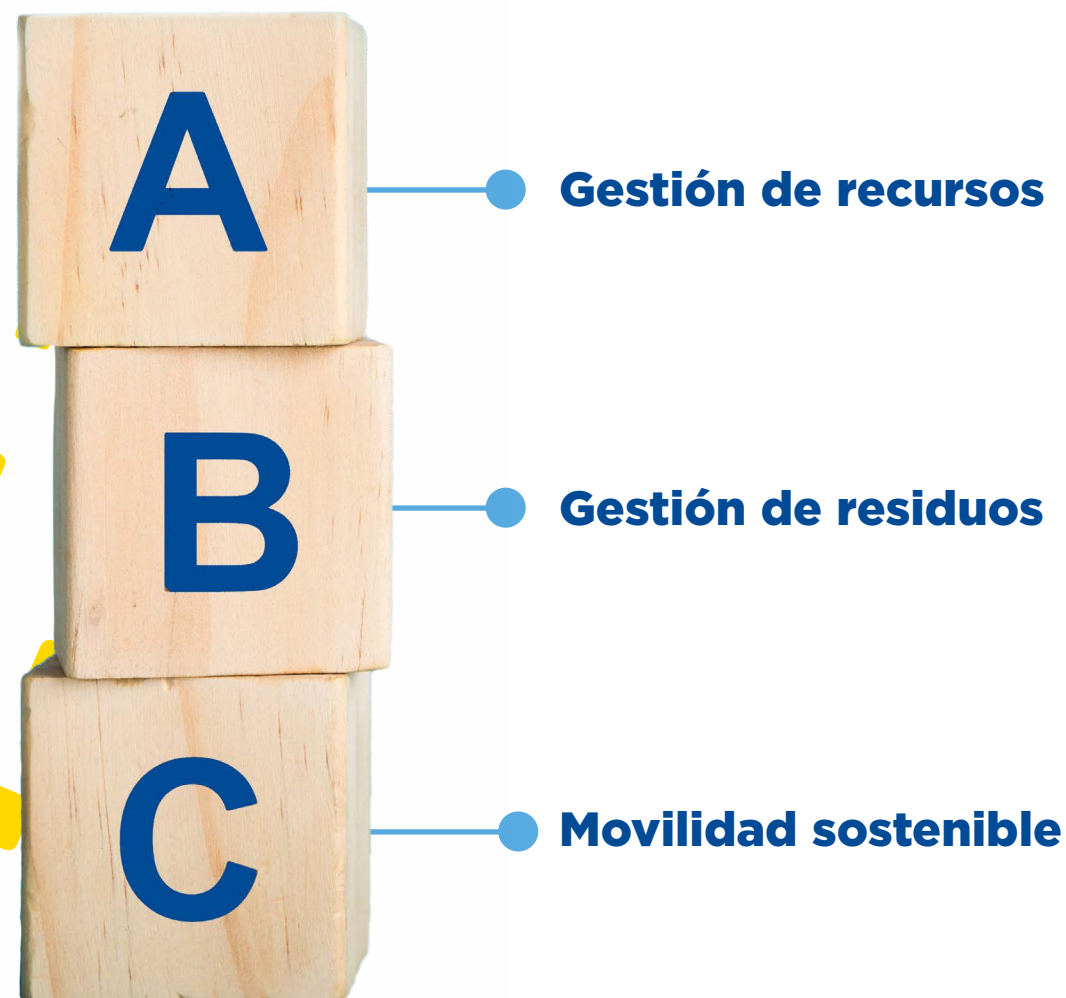 A
Gestión de recursos
B
Gestión de residuos
C
Movilidad sostenible